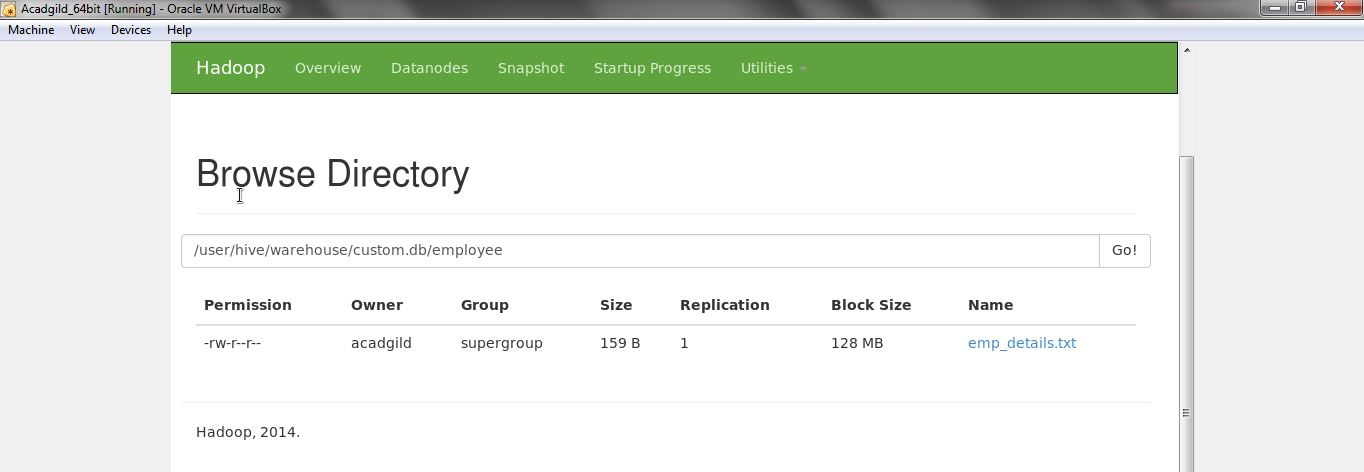 Acadgild_64bit [Running] - Oracle VM VirtualBox
Machine View Devices Help
Hadoop Overview Datanodes Snapshot Startup Progress Utilities
Browse Directory
/user/hive/warehouse/custom.db/employee Go!
Permission Owner Group Size Replication Block Size Name
-rw-r--r-- acadgild supergroup 159 B 1 128 MB emp_details.txt
Hadoop, 2014.